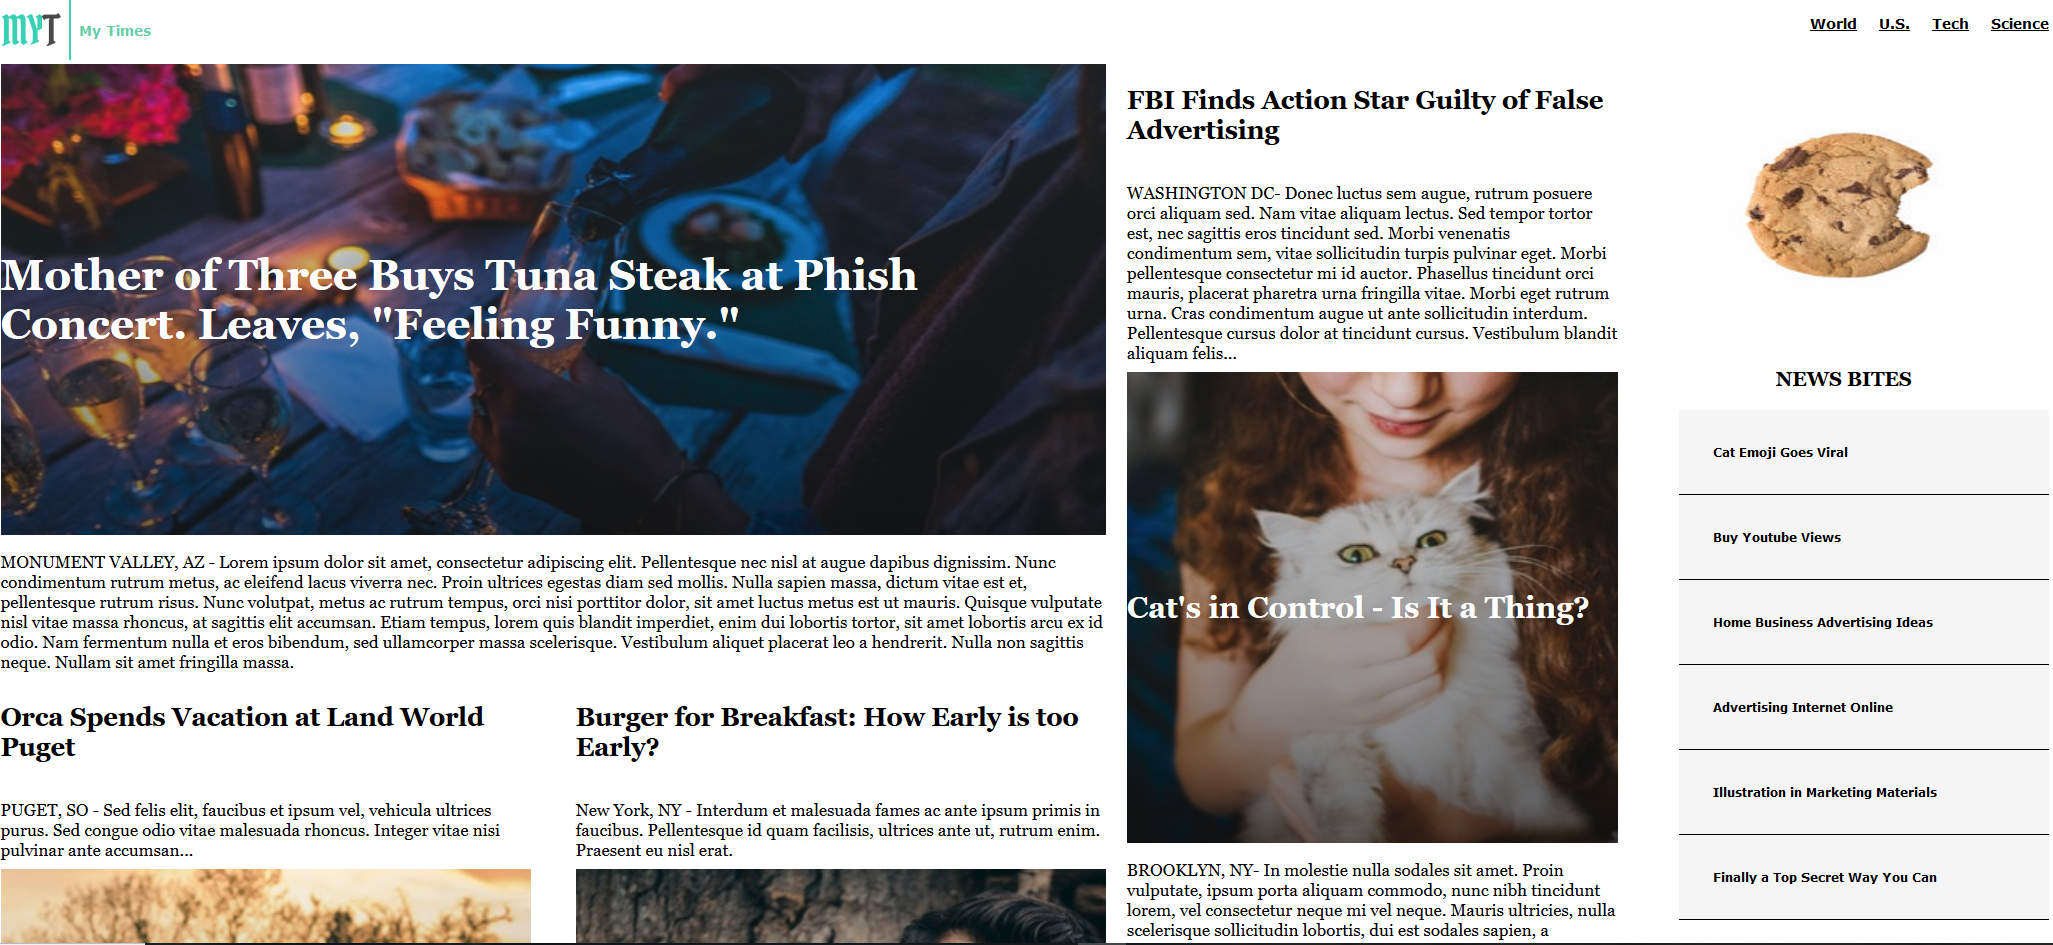 MYT
My Times
World U.S. Tech Science
Mother of Three Buys Tuna Steak at Phish
Concert. Leaves, "Feeling Funny."
MONUMENT VALLEY, AZ - Lorem ipsum dolor sit amet, consectetur adipiscing elit. Pellentesque nec nisl at augue dapibus dignissim. Nunc
condimentum rutrum metus, ac eleifend lacus viverra nec. Proin ultrices egestas diam sed mollis. Nulla sapien massa, dictum vitae est et,
pellentesque rutrum risus. Nunc volutpat, metus ac rutrum tempus, orci nisi porttitor dolor, sit amet luctus metus est ut mauris. Quisque vulputate
nisl vitae massa rhoncus, at sagittis elit accumsan. Etiam tempus, lorem quis blandit imperdiet, enim dui lobortis tortor, sit amet lobortis arcu ex id
odio. Nam fermentum nulla et eros bibendum, sed ullamcorper massa scelerisque. Vestibulum aliquet placerat leo a hendrerit. Nulla non sagittis
neque. Nullam sit amet fringilla massa.
Orca Spends Vacation at Land World
Puget
PUGET, SO - Sed felis elit, faucibus et ipsum vel, vehicula ultrices
purus. Sed congue odio vitae malesuada rhoncus. Integer vitae nisi
pulvinar ante accumsan...
Burger for Breakfast: How Early is too
Early?
New York, NY - Interdum et malesuada fames ac ante ipsum primis in
faucibus. Pellentesque id quam facilisis, ultrices ante ut, rutrum enim.
Praesent eu nisl erat.
FBI Finds Action Star Guilty of False
Advertising
WASHINGTON DC- Donec luctus sem augue, rutrum posuere
orci aliquam sed. Nam vitae aliquam lectus. Sed tempor tortor
est, nec sagittis eros tincidunt sed. Morbi venenatis
condimentum sem, vitae sollicitudin turpis pulvinar eget. Morbi
pellentesque consectetur mi id auctor. Phasellus tincidunt orci
mauris, placerat pharetra urna fringilla vitae. Morbi eget rutrum
urna. Cras condimentum augue ut ante sollicitudin interdum.
Pellentesque cursus dolor at tincidunt cursus. Vestibulum blandit
aliquam felis...
Cat's in Control - Is It a Thing?
BROOKLYN, NY- In molestie nulla sodales sit amet. Proin
vulputate, ipsum porta aliquam commodo, nunc nibh tincidunt
lorem, vel consectetur neque mi vel neque. Mauris ultricies, nulla
scelerisque sollicitudin lobortis, dui est sodales sapien, a
NEWS BITES
Cat Emoji Goes Viral
Buy Youtube Views
Home Business Advertising Ideas
Advertising Internet Online
Illustration in Marketing Materials
Finally a Top Secret Way You Can